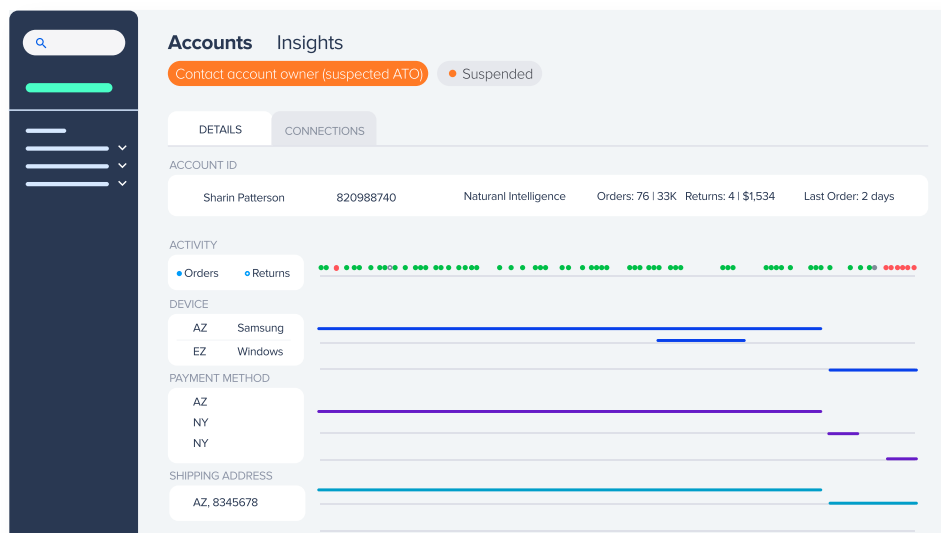 Accounts Insights
Contact account owner (suspected ATO) Suspended
DETAILS CONNECTIONS
ACCOUNT ID
Sharin Patterson 820988740 Naturanl Intelligence Orders: 76 | 33K Returns: 4 | $1,534 Last Order: 2 days
ACTIVITY
Orders Returns
DEVICE
AZ Samsung
EZ Windows
PAYMENT METHOD
AZ
NY
NY
SHIPPING ADDRESS
AZ, 8345678